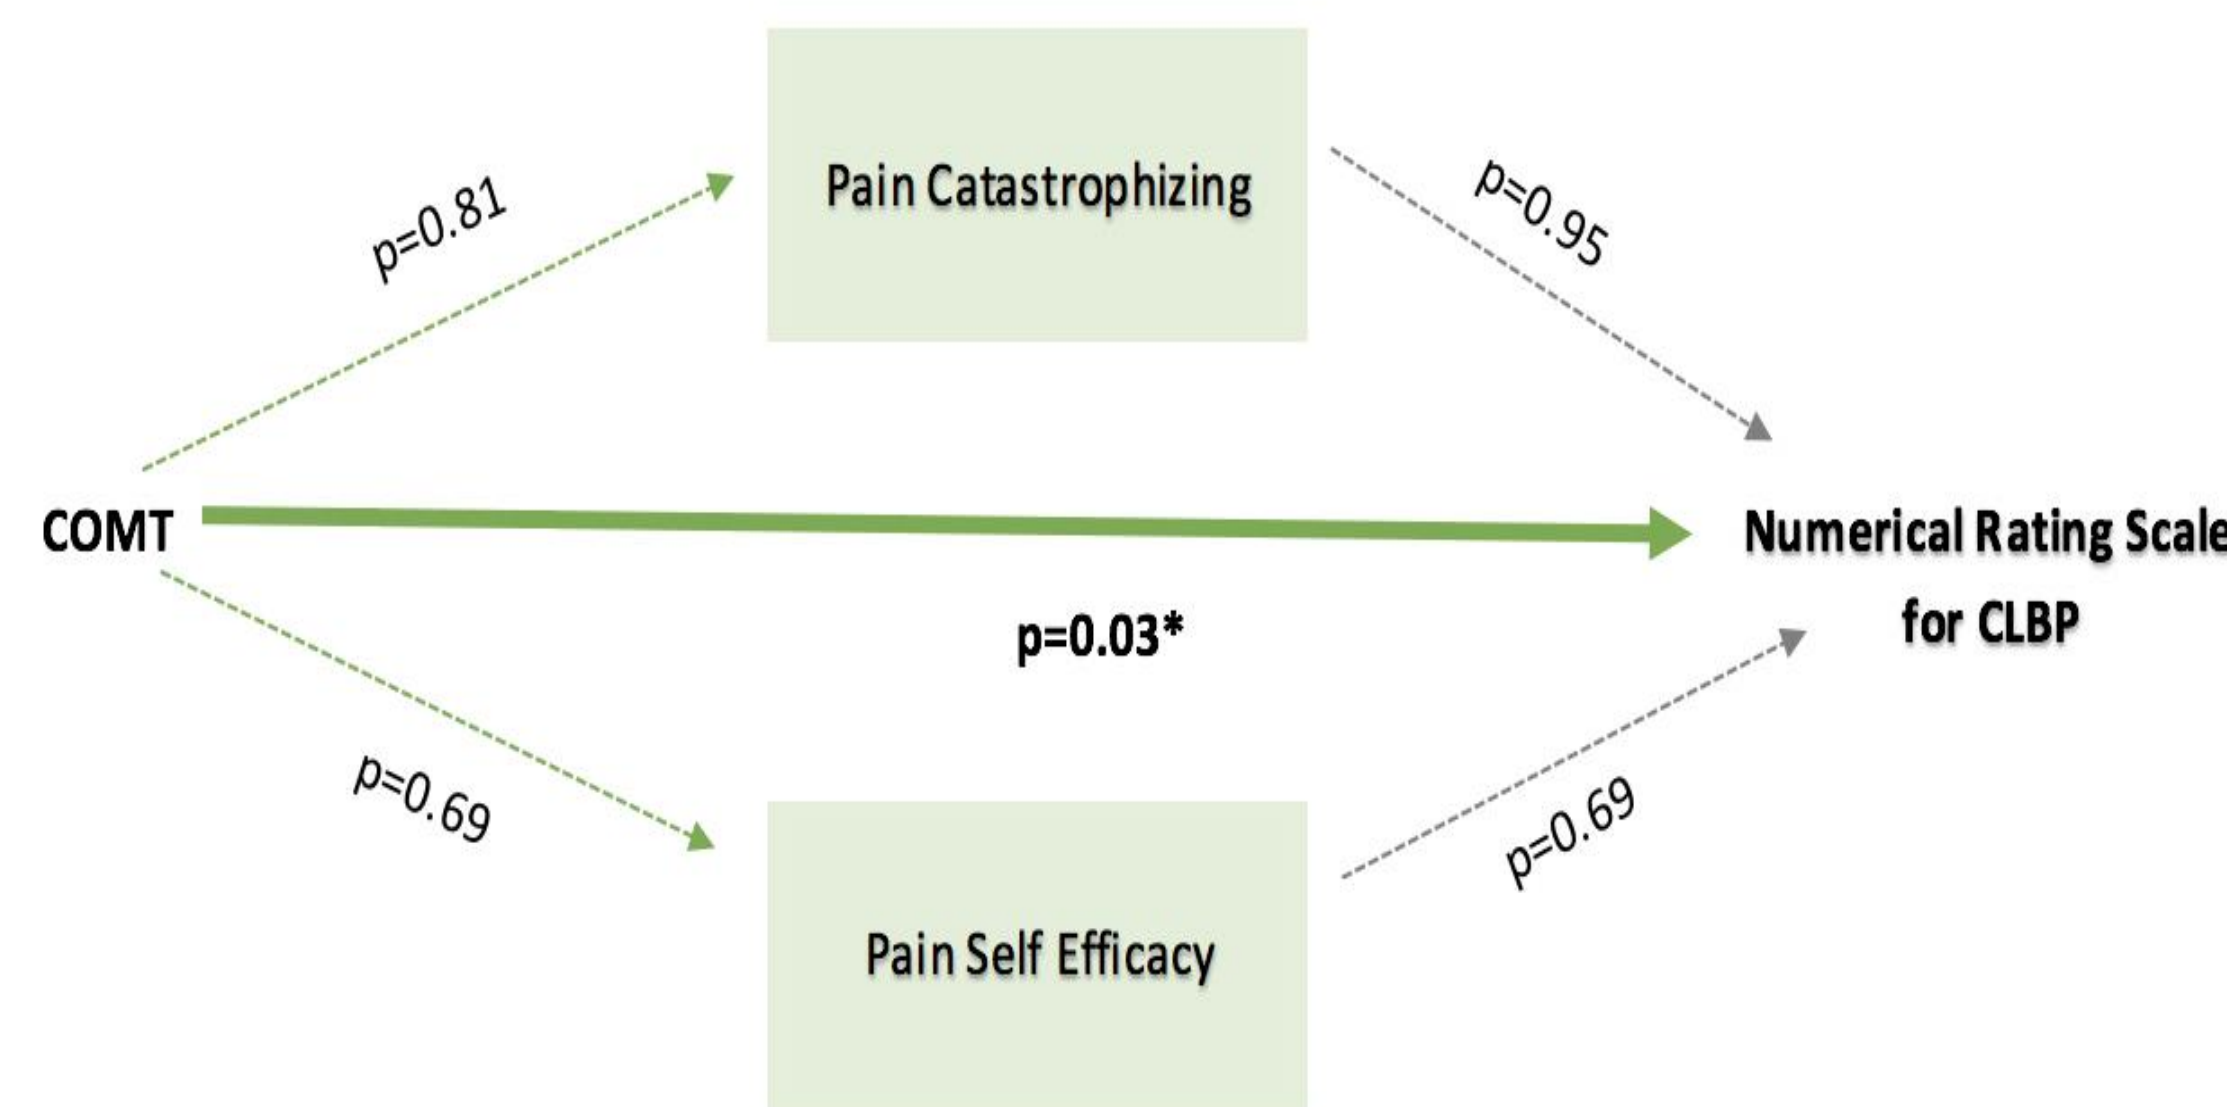 Pain Catastrophizing
p=0.81
p=0.95
COMT
Numerical Rating Scale
for CLBP
p=0.03*
p=0.69
p=0.69
Pain Self Efficacy